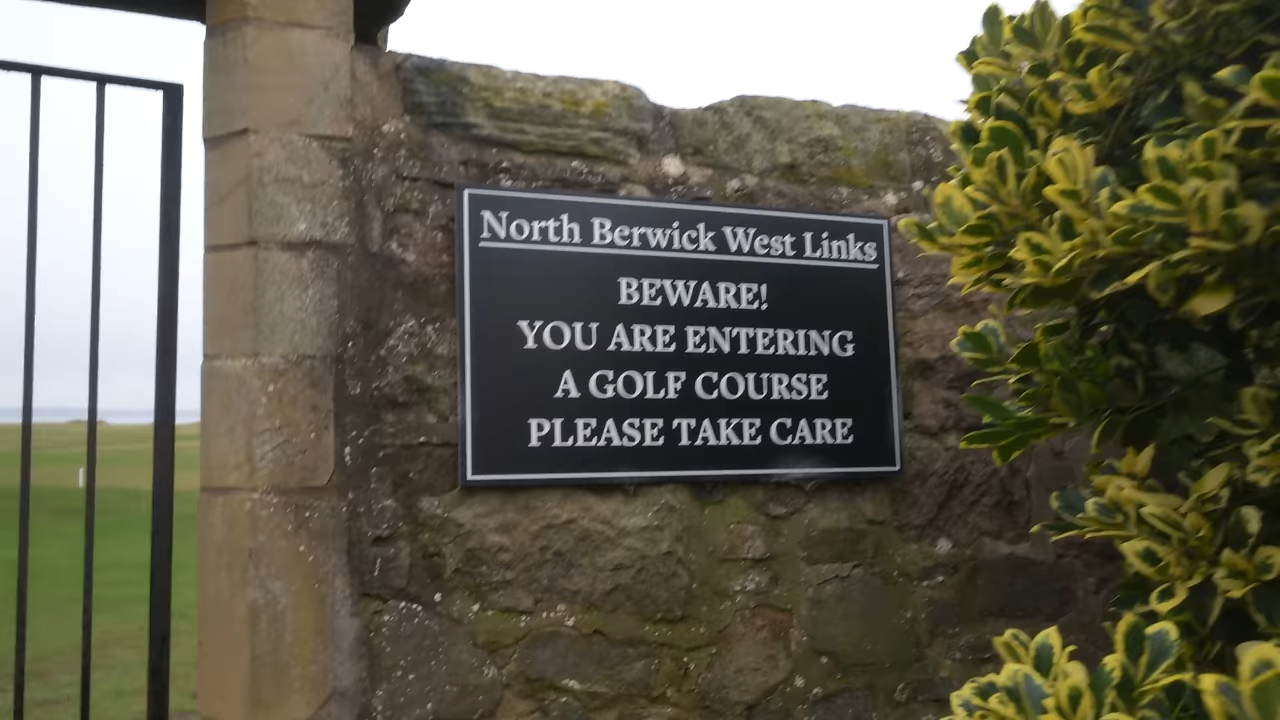 North Berwick West Links
BEWARE!
YOU ARE ENTERING
A GOLF COURSE
PLEASE TAKE CARE